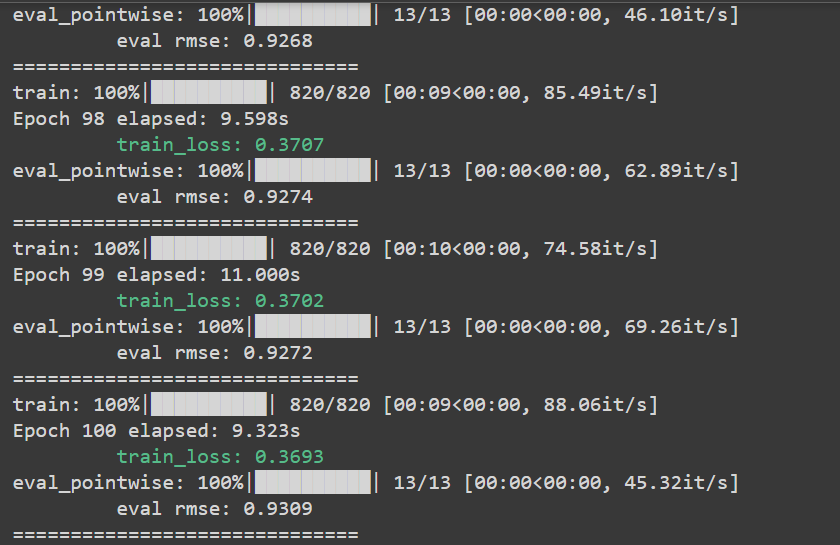 eval_pointwise: 100%|██████████| 13/13 [00:00<00:00, 46.10it/s]
eval rmse: 0.9268
==============================
train: 100%|██████████| 820/820 [00:09<00:00, 85.49it/s]
Epoch 98 elapsed: 9.598s
train_loss: 0.3707
eval_pointwise: 100%|██████████| 13/13 [00:00<00:00, 62.89it/s]
eval rmse: 0.9274
==============================
train: 100%|██████████| 820/820 [00:10<00:00, 74.58it/s]
Epoch 99 elapsed: 11.000s
train_loss: 0.3702
eval_pointwise: 100%|██████████| 13/13 [00:00<00:00, 69.26it/s]
eval rmse: 0.9272
==============================
train: 100%|██████████| 820/820 [00:09<00:00, 88.06it/s]
Epoch 100 elapsed: 9.323s
train_loss: 0.3693
eval_pointwise: 100%|██████████| 13/13 [00:00<00:00, 45.32it/s]
eval rmse: 0.9309
==============================